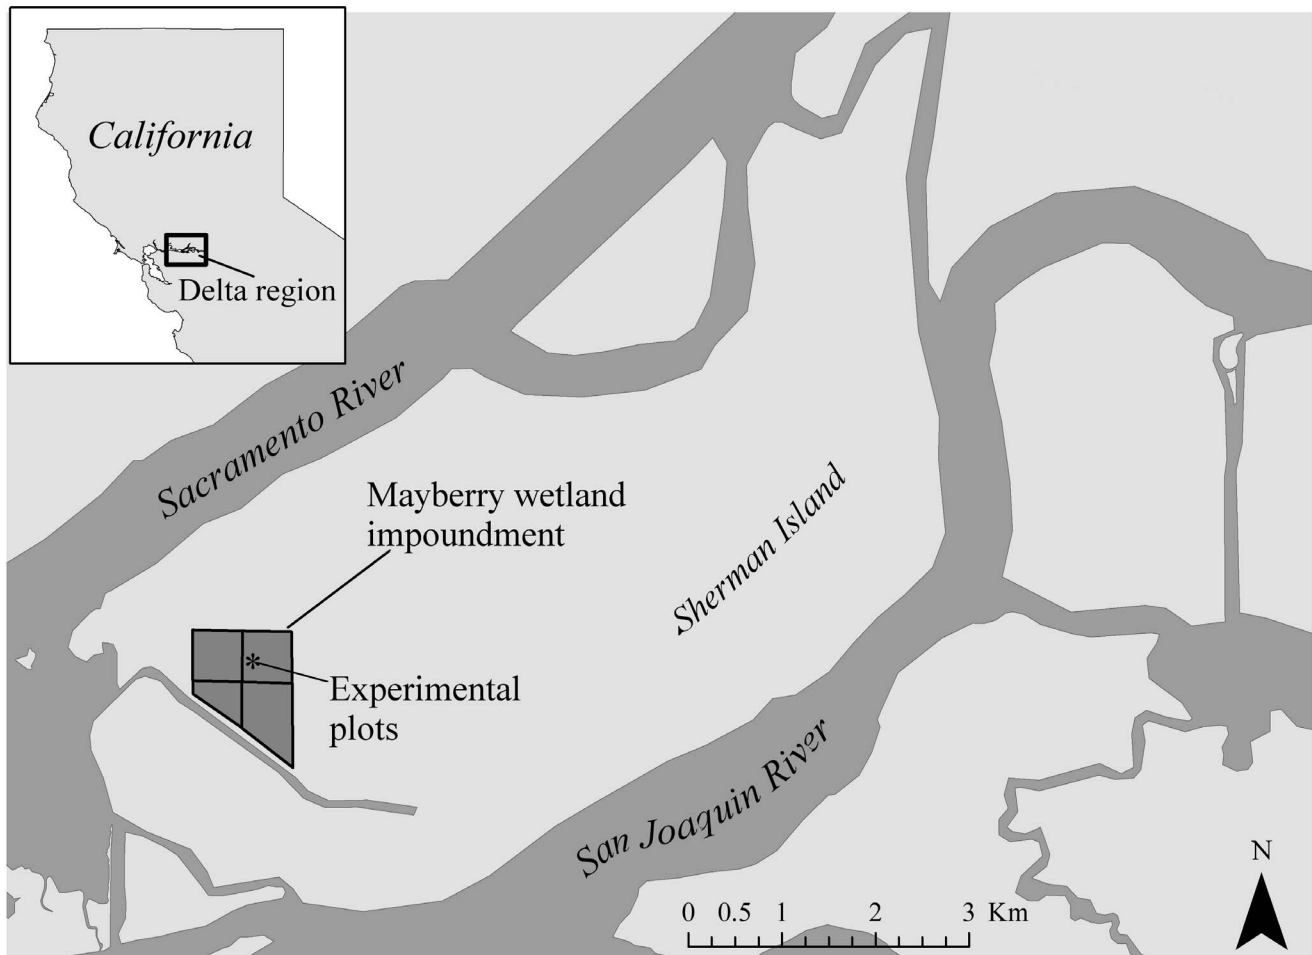 California
Delta region
Sacramento River
Mayberry wetland
impoundment
Sherman Island
Experimental
plots
San Joaquin River
N
0 0.5 1 2 3 Km
*